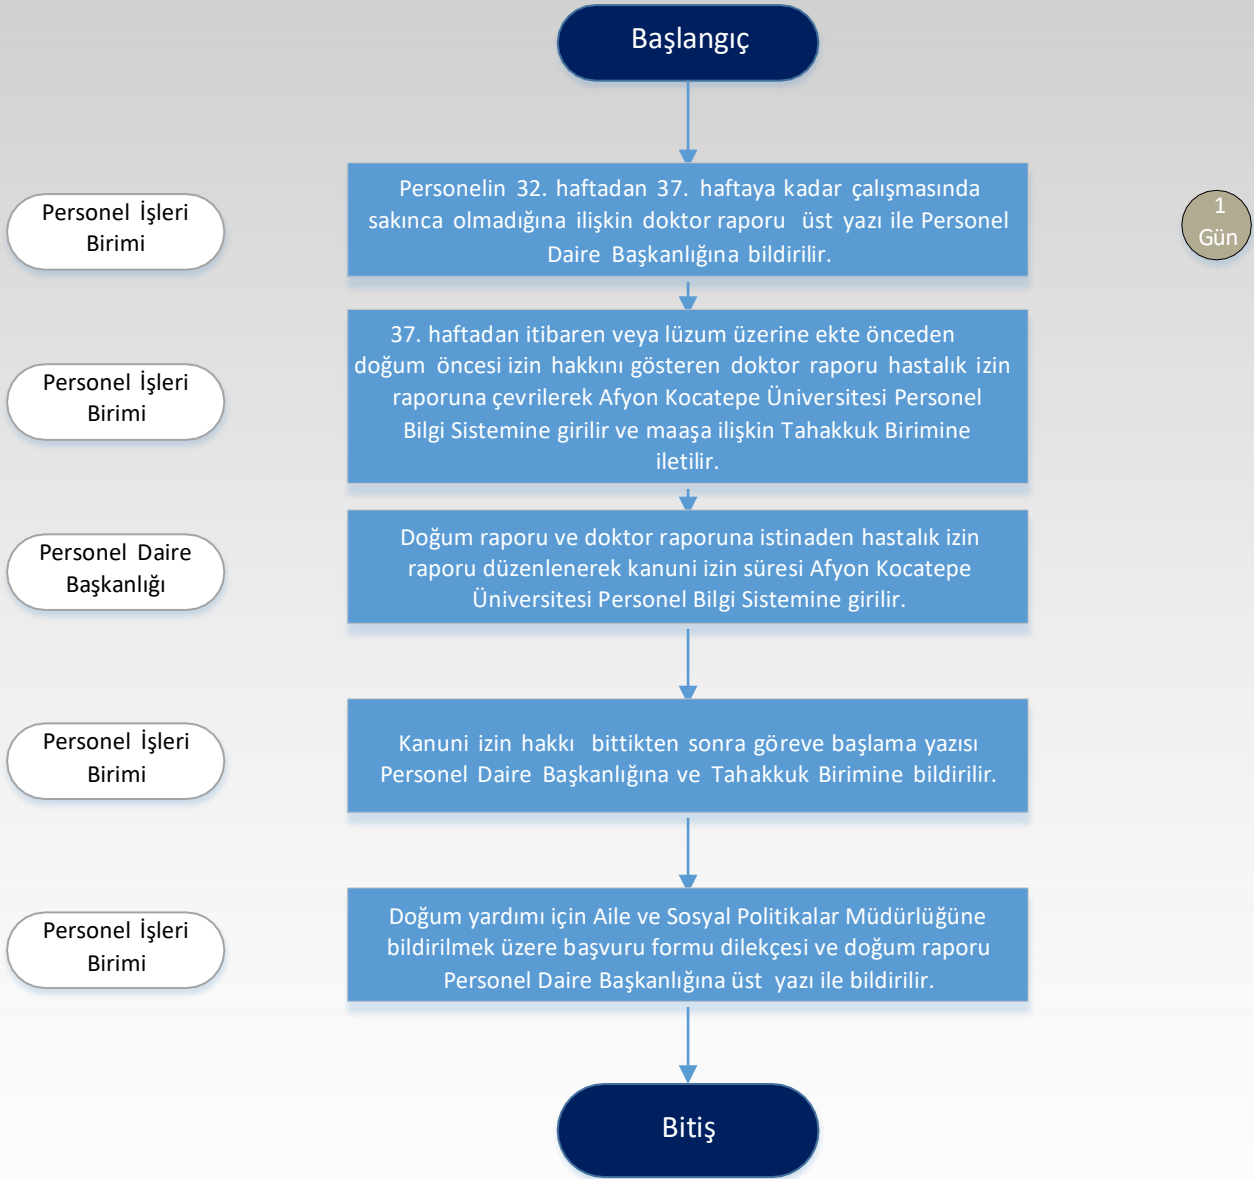 Başlangıç
Personel İşleri
Birimi
Personelin 32. haftadan 37. haftaya kadar çalışmasında
sakınca olmadığına ilişkin doktor raporu üst yazı ile Personel
Daire Başkanlığına bildirilir.
1
Gün
Personel İşleri
Birimi
37. haftadan itibaren veya lüzum üzerine ekte önceden
doğum öncesi izin hakkını gösteren doktor raporu hastalık izin
raporuna çevrilerek Afyon Kocatepe Üniversitesi Personel
Bilgi Sistemine girilir ve maaşa ilişkin Tahakkuk Birimine
iletilir.
Personel Daire
Başkanlığı
Doğum raporu ve doktor raporuna istinaden hastalık izin
raporu düzenlenerek kanuni izin süresi Afyon Kocatepe
Üniversitesi Personel Bilgi Sistemine girilir.
Personel İşleri
Birimi
Kanuni izin hakkı bittikten sonra göreve başlama yazısı
Personel Daire Başkanlığına ve Tahakkuk Birimine bildirilir.
Personel İşleri
Birimi
Doğum yardımı için Aile ve Sosyal Politikalar Müdürlüğüne
bildirilmek üzere başvuru formu dilekçesi ve doğum raporu
Personel Daire Başkanlığına üst yazı ile bildirilir.
Bitiş